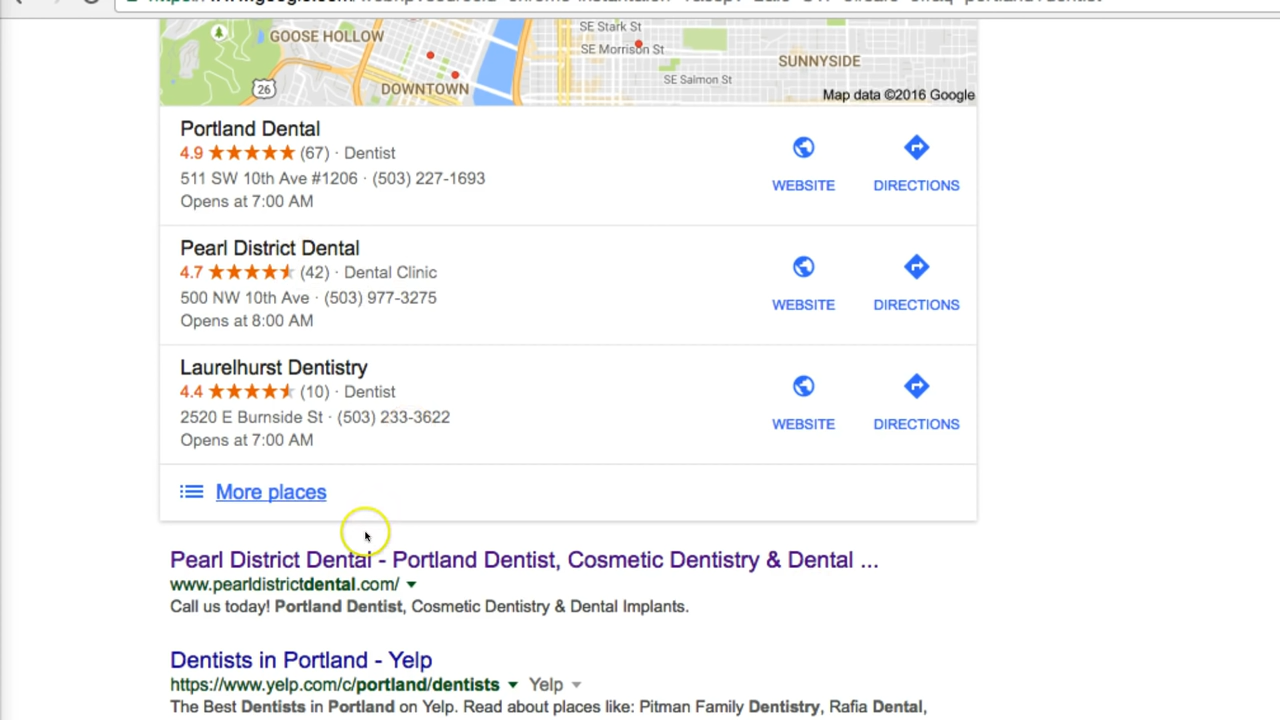 GOOSE HOLLOW
SE Stark St
SE Morrison St
SUNNYSIDE
SE Salmon St
26
DOWNTOWN
Map data ©2016 Google
Portland Dental
4.9 ★★★★★ (67) · Dentist
511 SW 10th Ave #1206 · (503) 227-1693
Opens at 7:00 AM
WEBSITE
DIRECTIONS
Pearl District Dental
4.7 (42) · Dental Clinic
500 NW 10th Ave · (503) 977-3275
Opens at 8:00 AM
WEBSITE
DIRECTIONS
Laurelhurst Dentistry
4.4 (10) · Dentist
2520 E Burnside St · (503) 233-3622
Opens at 7:00 AM
WEBSITE
DIRECTIONS
More places
Pearl District Dental - Portland Dentist, Cosmetic Dentistry & Dental ...
www.pearldistrictdental.com/
Call us today! Portland Dentist, Cosmetic Dentistry & Dental Implants.
Dentists in Portland - Yelp
https://www.yelp.com/c/portland/dentists Yelp
The Best Dentists in Portland on Yelp. Read about places like: Pitman Family Dentistry, Rafia Dental,